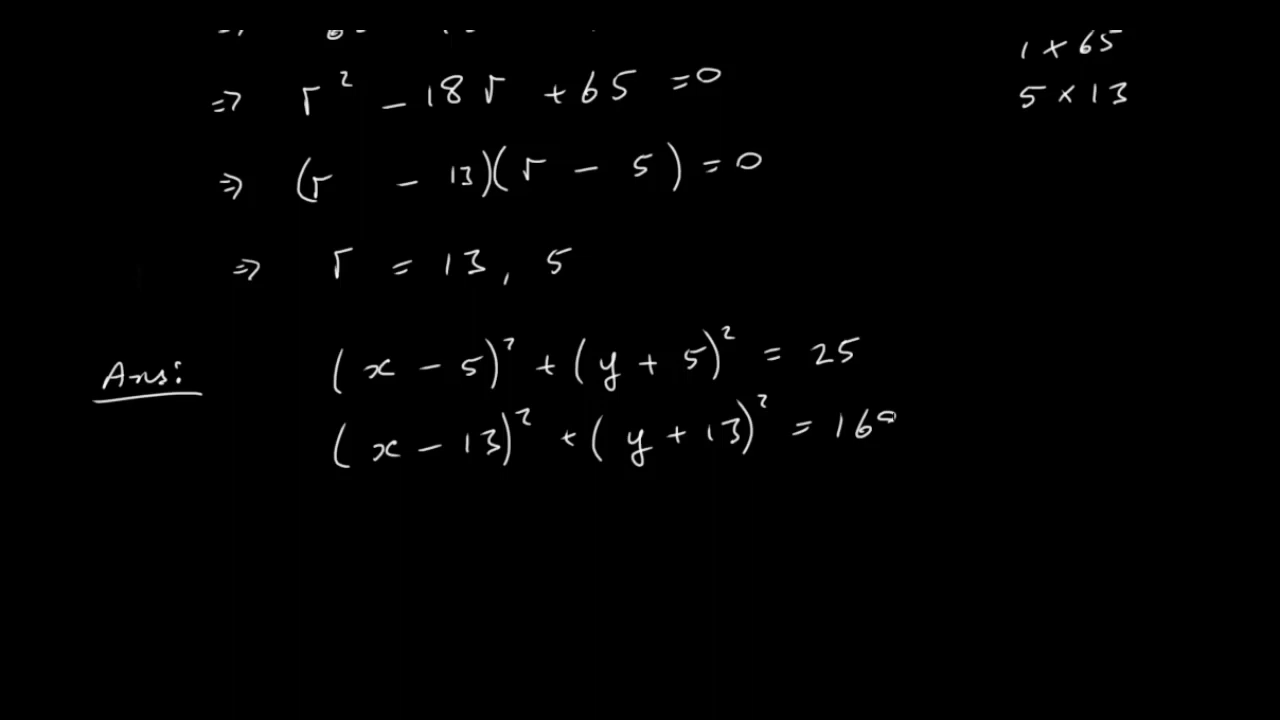 1 × 65
⇒ r² − 18r + 65 = 0
5 × 13
⇒ (r − 13)(r − 5) = 0
⇒ r = 13, 5
Ans: (x − 5)² + (y + 5)² = 25
(x − 13)² + (y + 13)² = 169